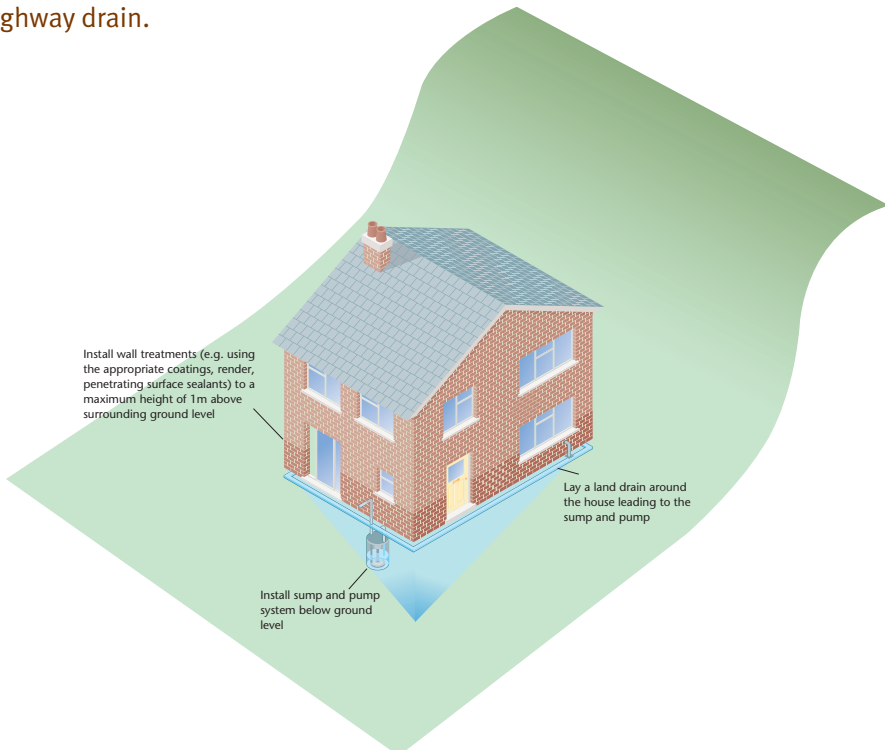 ghway drain.
Install wall treatments (e.g. using
the appropriate coatings, render,
penetrating surface sealants) to a
maximum height of 1m above
surrounding ground level
Lay a land drain around
the house leading to the
sump and pump
Install sump and pump
system below ground
level